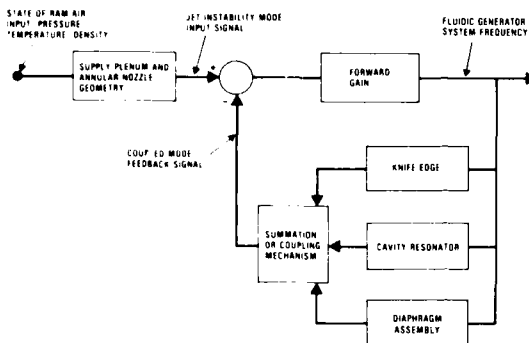 STATE OF RAM AIR
INPUT PRESSURE
TEMPERATURE DENSITY
JET INSTABILITY MODE
INPUT SIGNAL
FLUIDIC GENERATOR
SYSTEM FREQUENCY
SUPPLY PLENUM AND
ANNULAR NOZZLE
GEOMETRY
+
FORWARD
GAIN
COUPLED MODE
FEEDBACK SIGNAL
KNIFE EDGE
SUMMATION
OR COUPLING
MECHANISM
CAVITY RESONATOR
DIAPHRAGM
ASSEMBLY